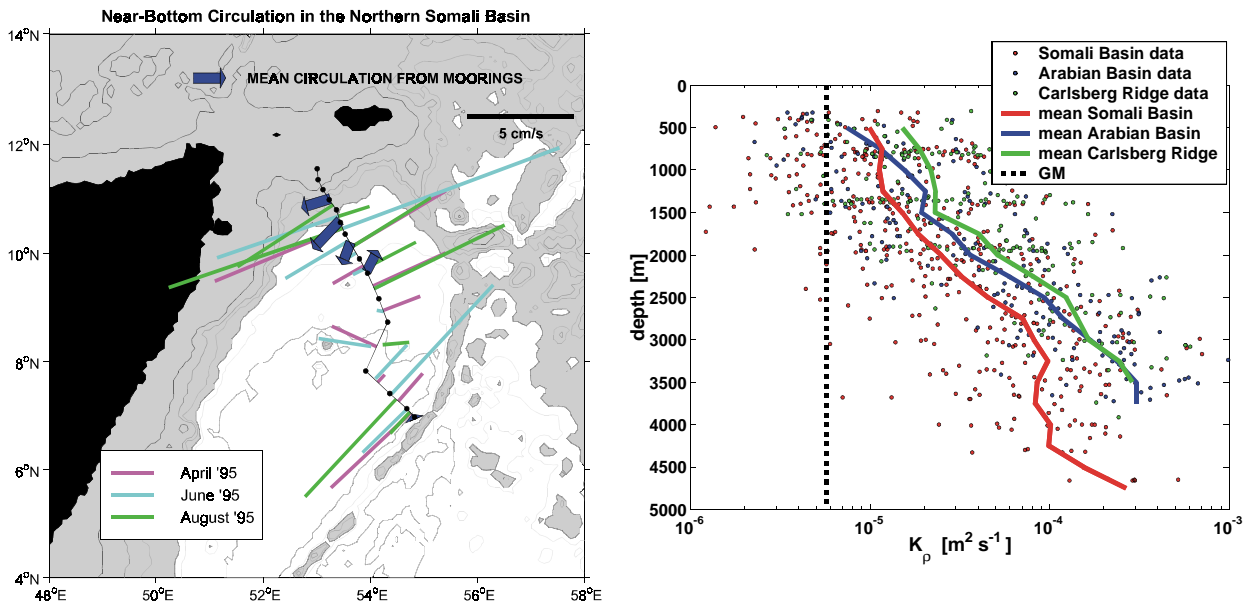 Near-Bottom Circulation in the Northern Somali Basin
14°N
12°N
10°N
8°N
6°N
4°N
48°E
50°E
52°E
54°E
56°E
58°E
MEAN CIRCULATION FROM MOORINGS
5 cm/s
April '95
June '95
August '95
Somali Basin data
Arabian Basin data
Carlsberg Ridge data
mean Somali Basin
mean Arabian Basin
mean Carlsberg Ridge
GM
0
500
1000
1500
2000
2500
3000
3500
4000
4500
5000
depth [m]
10⁻⁶
10⁻⁵
10⁻⁴
10⁻³
Kρ [m² s⁻¹]